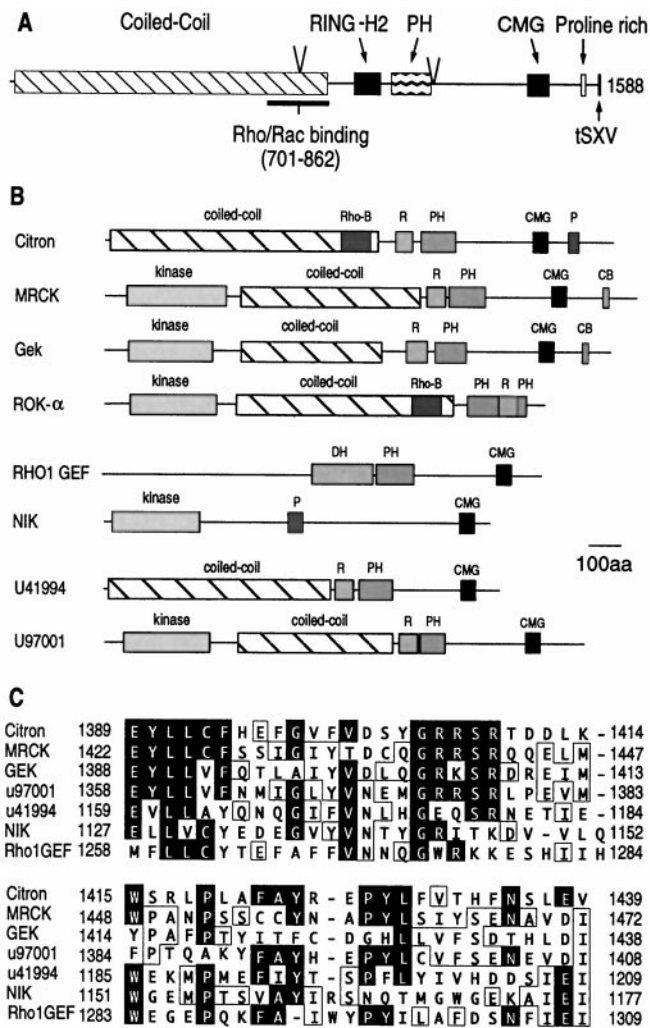 A
Coiled-Coil RING-H2 PH CMG Proline rich
1588
Rho/Rac binding
(701-862)
tSXV
B
coiled-coil Rho-B R PH CMG P
Citron
kinase coiled-coil R PH CMG CB
MRCK
kinase coiled-coil R PH CMG CB
Gek
kinase coiled-coil Rho-B PH R PH
ROK-α
DH PH CMG
RHO1 GEF
kinase P CMG
NIK
100aa
coiled-coil R PH CMG
U41994
kinase coiled-coil R PH CMG
U97001
C
Citron 1389 EYLLCFHEFGVFVDSYGRRSRTDDLK- 1414
MRCK 1422 EYLLCFSSIGIYTDCQGRRSRQQELM- 1447
GEK 1388 EYLLVFQTLAIYVDLQGRKSRDREIM- 1413
u97001 1358 EYLLVFNMIGLYVNEMGRRSRLPEVM- 1383
u41994 1159 EVLLAYQNQGIFVNLHGEQSRNETIE- 1184
NIK 1127 ELLVCYEDEGVYVNTYGRITKDV-VLQ 1152
Rho1GEF 1258 MFLLCYTEFAFFVNNQGWRKKESHIIH 1284
Citron 1415 WSRLPLAFAYR-EPYLFVTHFNSLEV 1439
MRCK 1448 WPANPSSCCYN-APYLSIYSENAVDI 1472
GEK 1414 YPAFPTYITFC-DGHLLVFSDTHLDI 1438
u97001 1384 FPTQAKYFAYHEPYLCVFSENEVDI 1408
u41994 1185 WEKMPMEFIYT-SPFLYIVHDDSIEI 1209
NIK 1151 WGEMPTSVAYIRSNQTMGWGEKAIEI 1177
Rho1GEF 1283 WEGEPQKFA-IWYPYILAFDSNFIEI 1309